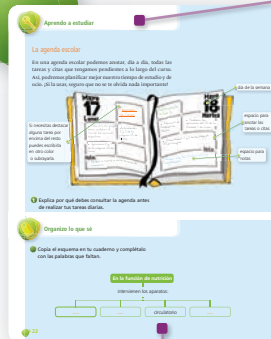 Aprendo a estudiar
La agenda escolar
En una agenda escolar podemos anotar, día a día, todas las
tareas y citas que tengamos pendientes a lo largo del curso.
Así, podremos planificar mejor nuestro tiempo de estudio y de
ocio. ¡Si la usas, seguro que no se te olvida nada importante!
día de la semana
17
Lunes
18
Martes
Si necesitas destacar
alguna tarea por
encima del resto,
puedes escribirla
en otro color
o subrayarla.
espacio para
anotar las
tareas o citas
espacio para
notas
1 Explica por qué debes consultar la agenda antes
de realizar tus tareas diarias.
Organizo lo que sé
Copia el esquema en tu cuaderno y complétalo
con las palabras que faltan.
En la función de nutrición
intervienen los aparatos:
circulatorio
22